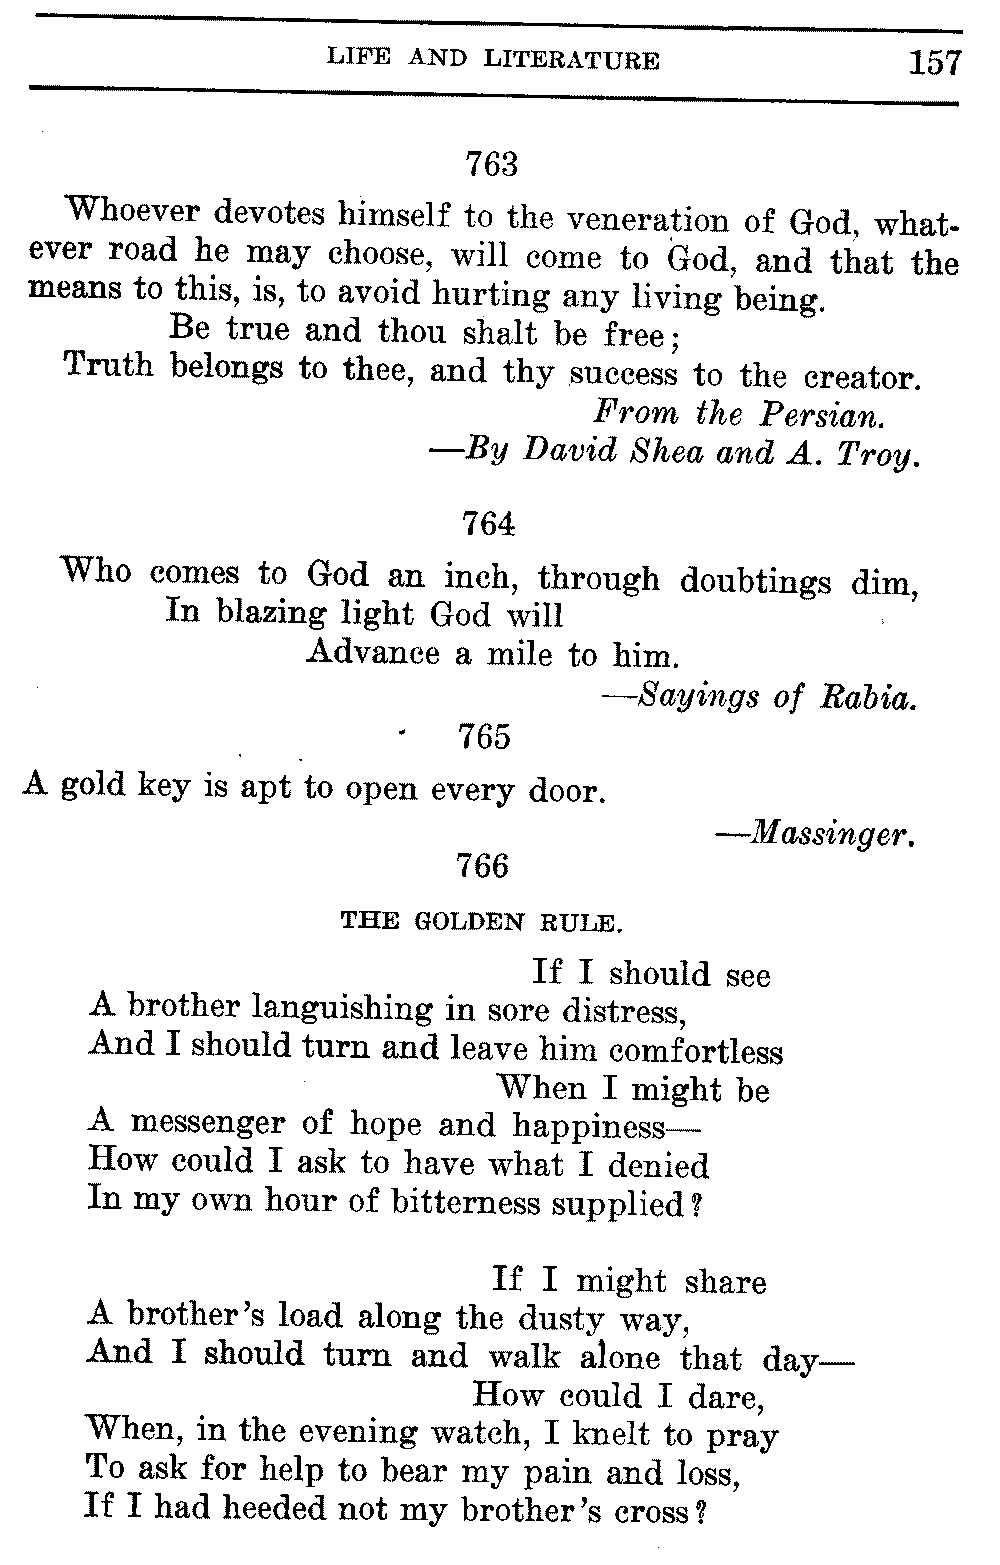 LIFE AND LITERATURE 157
763
Whoever devotes himself to the veneration of God, what-
ever road he may choose, will come to God, and that the
means to this, is, to avoid hurting any living being.
Be true and thou shalt be free;
Truth belongs to thee, and thy success to the creator.
From the Persian.
—By David Shea and A. Troy.
764
Who comes to God an inch, through doubtings dim,
In blazing light God will
Advance a mile to him.
—Sayings of Rabia.
765
A gold key is apt to open every door.
—Massinger.
766
THE GOLDEN RULE.
If I should see
A brother languishing in sore distress,
And I should turn and leave him comfortless
When I might be
A messenger of hope and happiness—
How could I ask to have what I denied
In my own hour of bitterness supplied?
If I might share
A brother's load along the dusty way,
And I should turn and walk alone that day—
How could I dare,
When, in the evening watch, I knelt to pray
To ask for help to bear my pain and loss,
If I had heeded not my brother's cross?